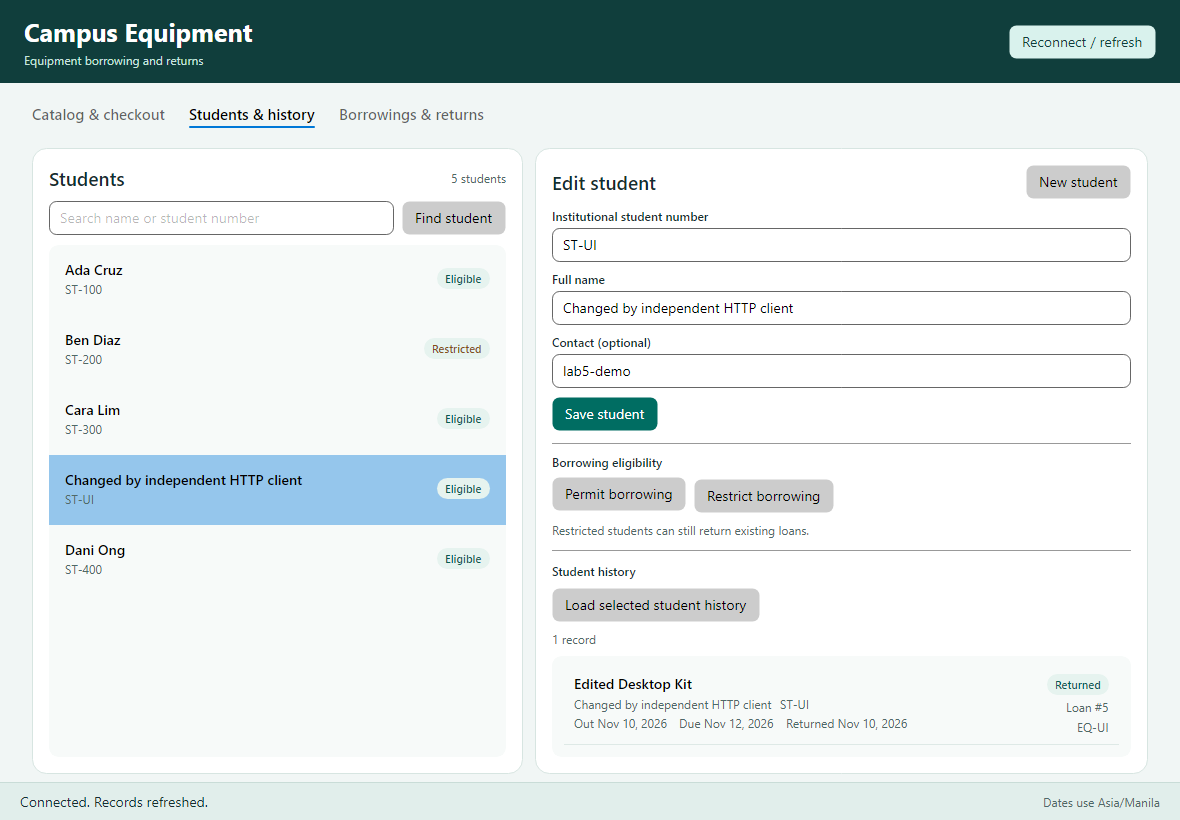 Campus Equipment
Equipment borrowing and returns
Reconnect / refresh
Catalog & checkout
Students & history
Borrowings & returns
Students
5 students
Search name or student number
Find student
Ada Cruz
ST-100
Eligible
Ben Diaz
ST-200
Restricted
Cara Lim
ST-300
Eligible
Changed by independent HTTP client
ST-UI
Eligible
Dani Ong
ST-400
Eligible
Edit student
New student
Institutional student number
ST-UI
Full name
Changed by independent HTTP client
Contact (optional)
lab5-demo
Save student
Borrowing eligibility
Permit borrowing
Restrict borrowing
Restricted students can still return existing loans.
Student history
Load selected student history
1 record
Edited Desktop Kit
Returned
Changed by independent HTTP client ST-UI
Loan #5
Out Nov 10, 2026 Due Nov 12, 2026 Returned Nov 10, 2026
EQ-UI
Connected. Records refreshed.
Dates use Asia/Manila